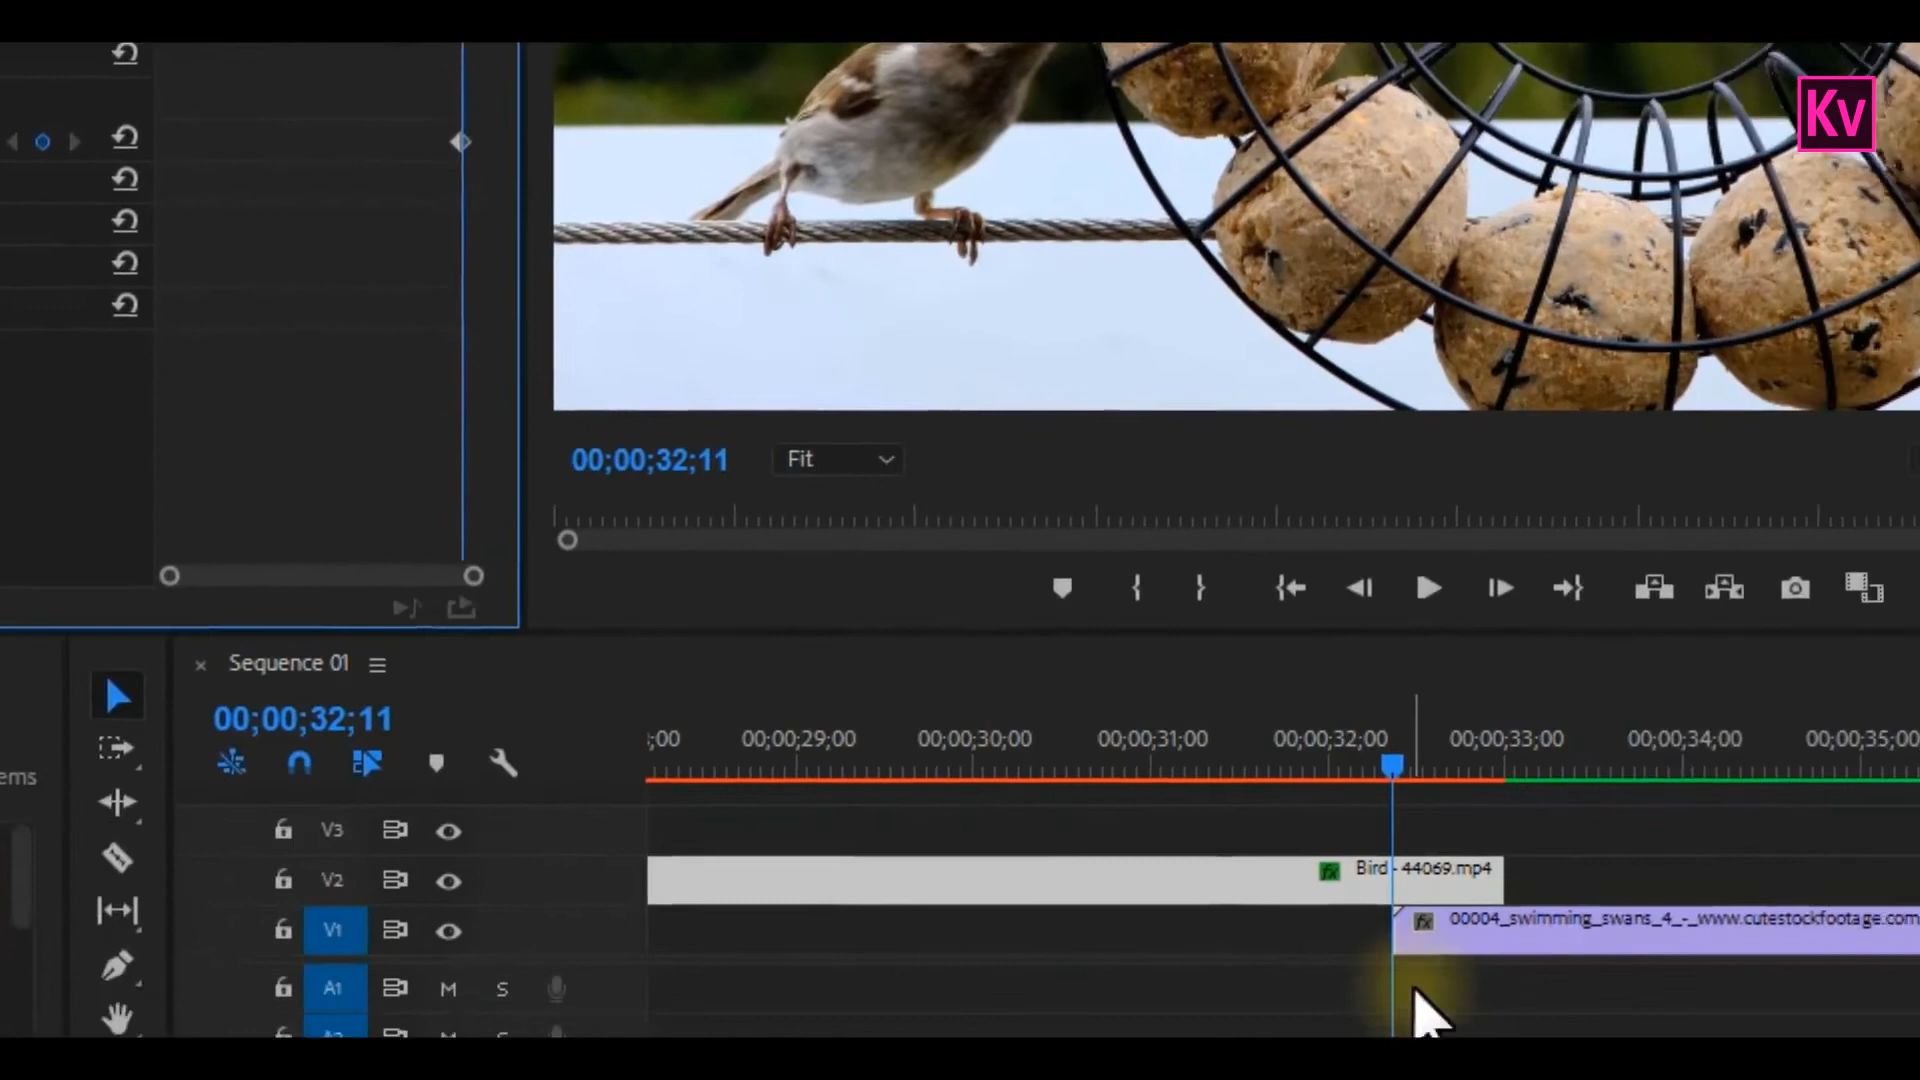 Kv
00;00;32;11
Fit
Sequence 01
00;00;32;11
;00
00;00;29;00
00;00;30;00
00;00;31;00
00;00;32;00
00;00;33;00
00;00;34;00
00;00;35;00
ems
V3
V2
fx
Bird - 44069.mp4
V1
fx
00004_swimming_swans_4_-_www.cutestockfootage.com
A1
M
S